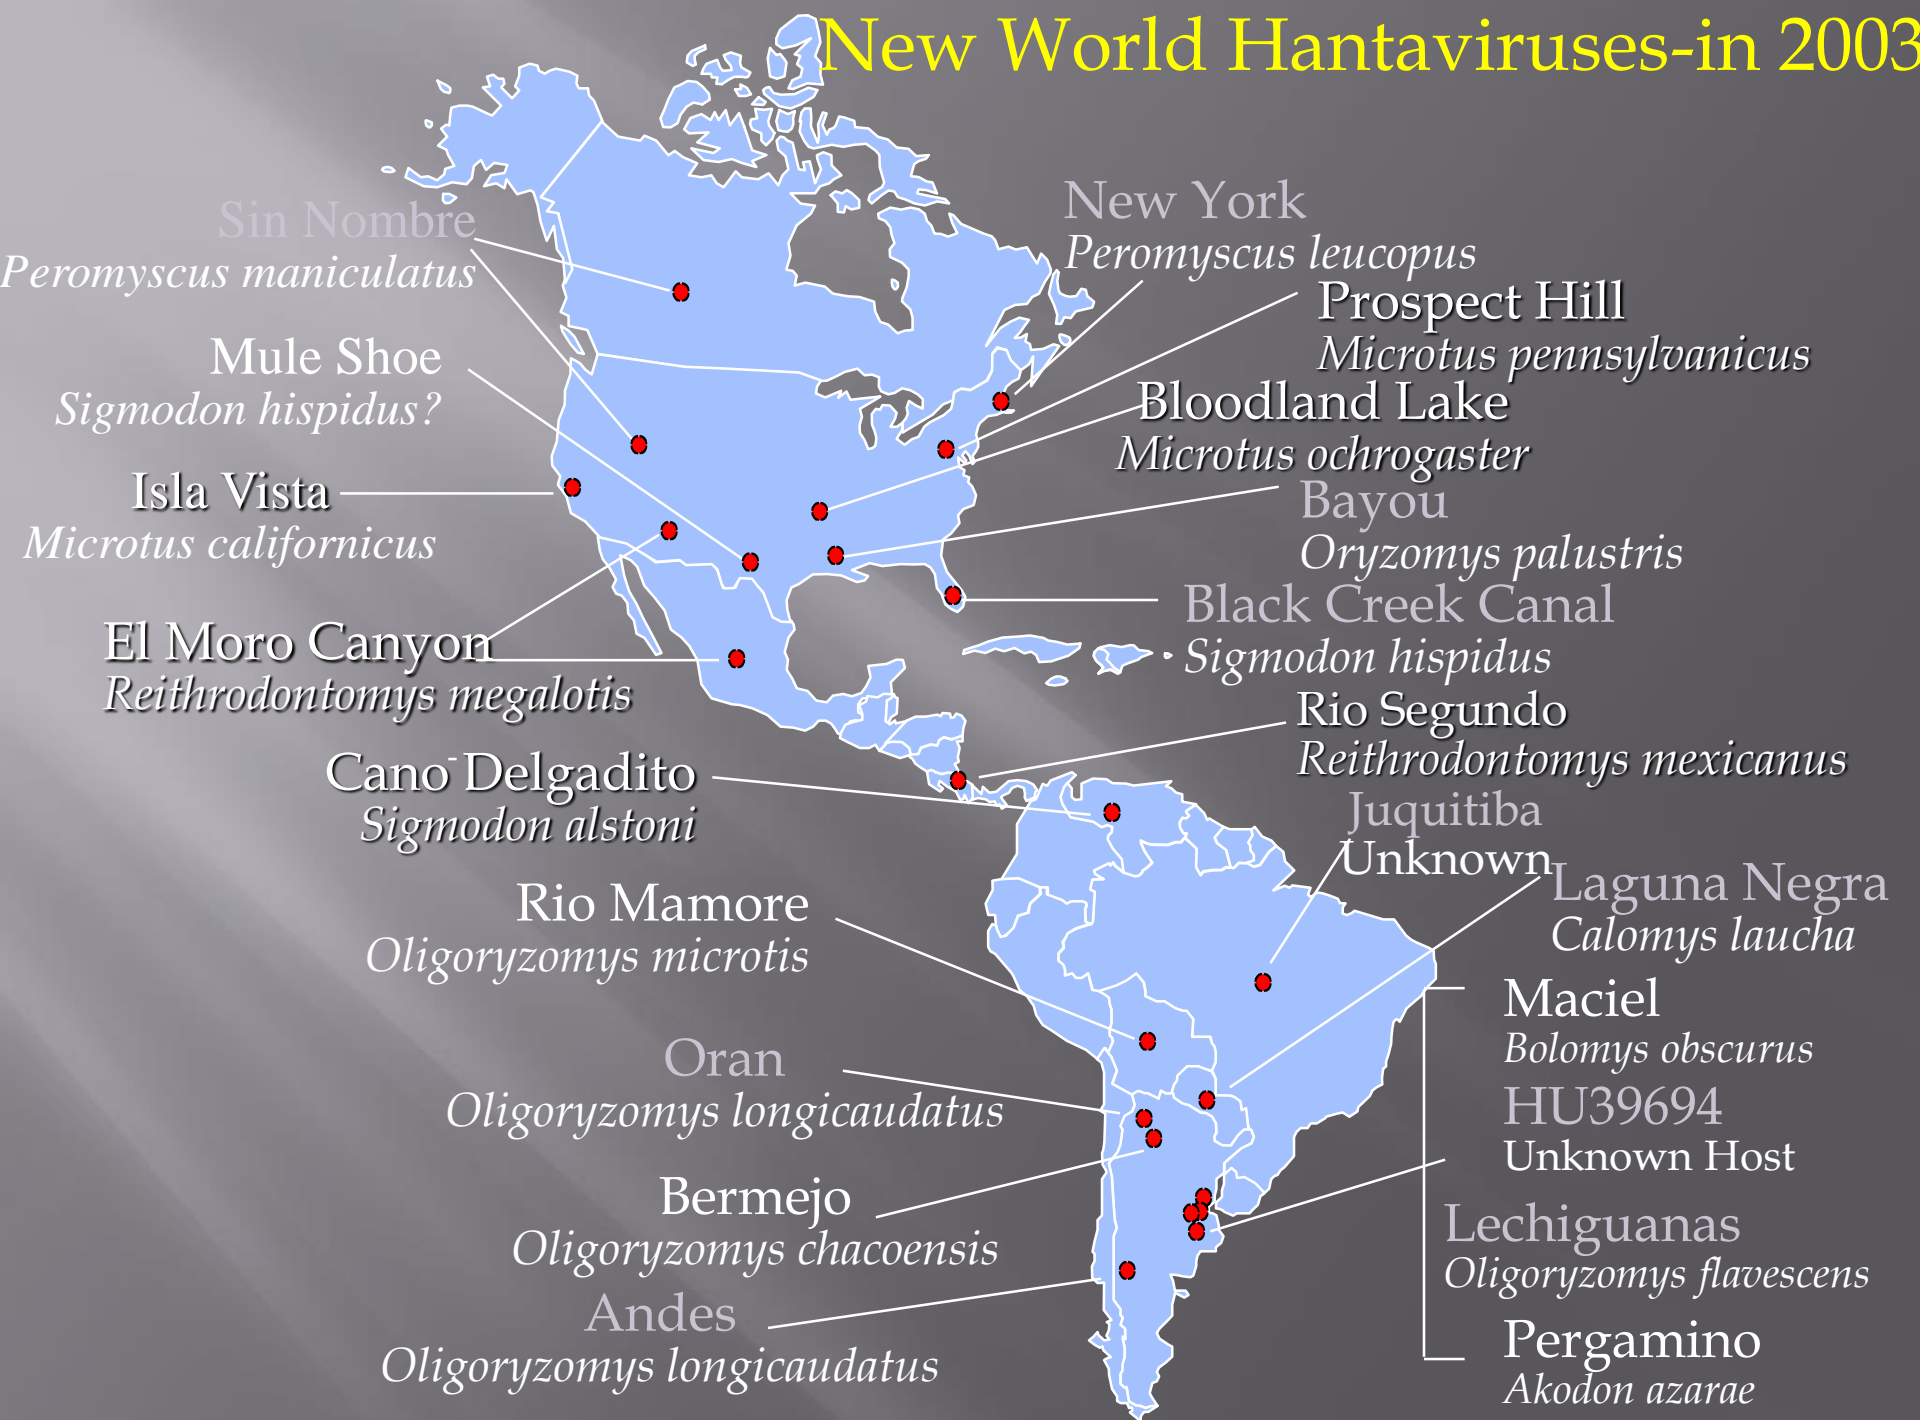 New World Hantaviruses-in 2003
Sin Nombre
Peromyscus maniculatus
Mule Shoe
Sigmodon hispidus?
Isla Vista
Microtus californicus
El Moro Canyon
Reithrodontomys megalotis
Cano Delgadito
Sigmodon alstoni
Rio Mamore
Oligoryzomys microtis
Oran
Oligoryzomys longicaudatus
Bermejo
Oligoryzomys chacoensis
Andes
Oligoryzomys longicaudatus
New York
Peromyscus leucopus
Prospect Hill
Microtus pennsylvanicus
Bloodland Lake
Microtus ochrogaster
Bayou
Oryzomys palustris
Black Creek Canal
Sigmodon hispidus
Rio Segundo
Reithrodontomys mexicanus
Juquitiba
Unknown
Laguna Negra
Calomys laucha
Maciel
Bolomys obscurus
HU39694
Unknown Host
Lechiguanas
Oligoryzomys flavescens
Pergamino
Akodon azarae